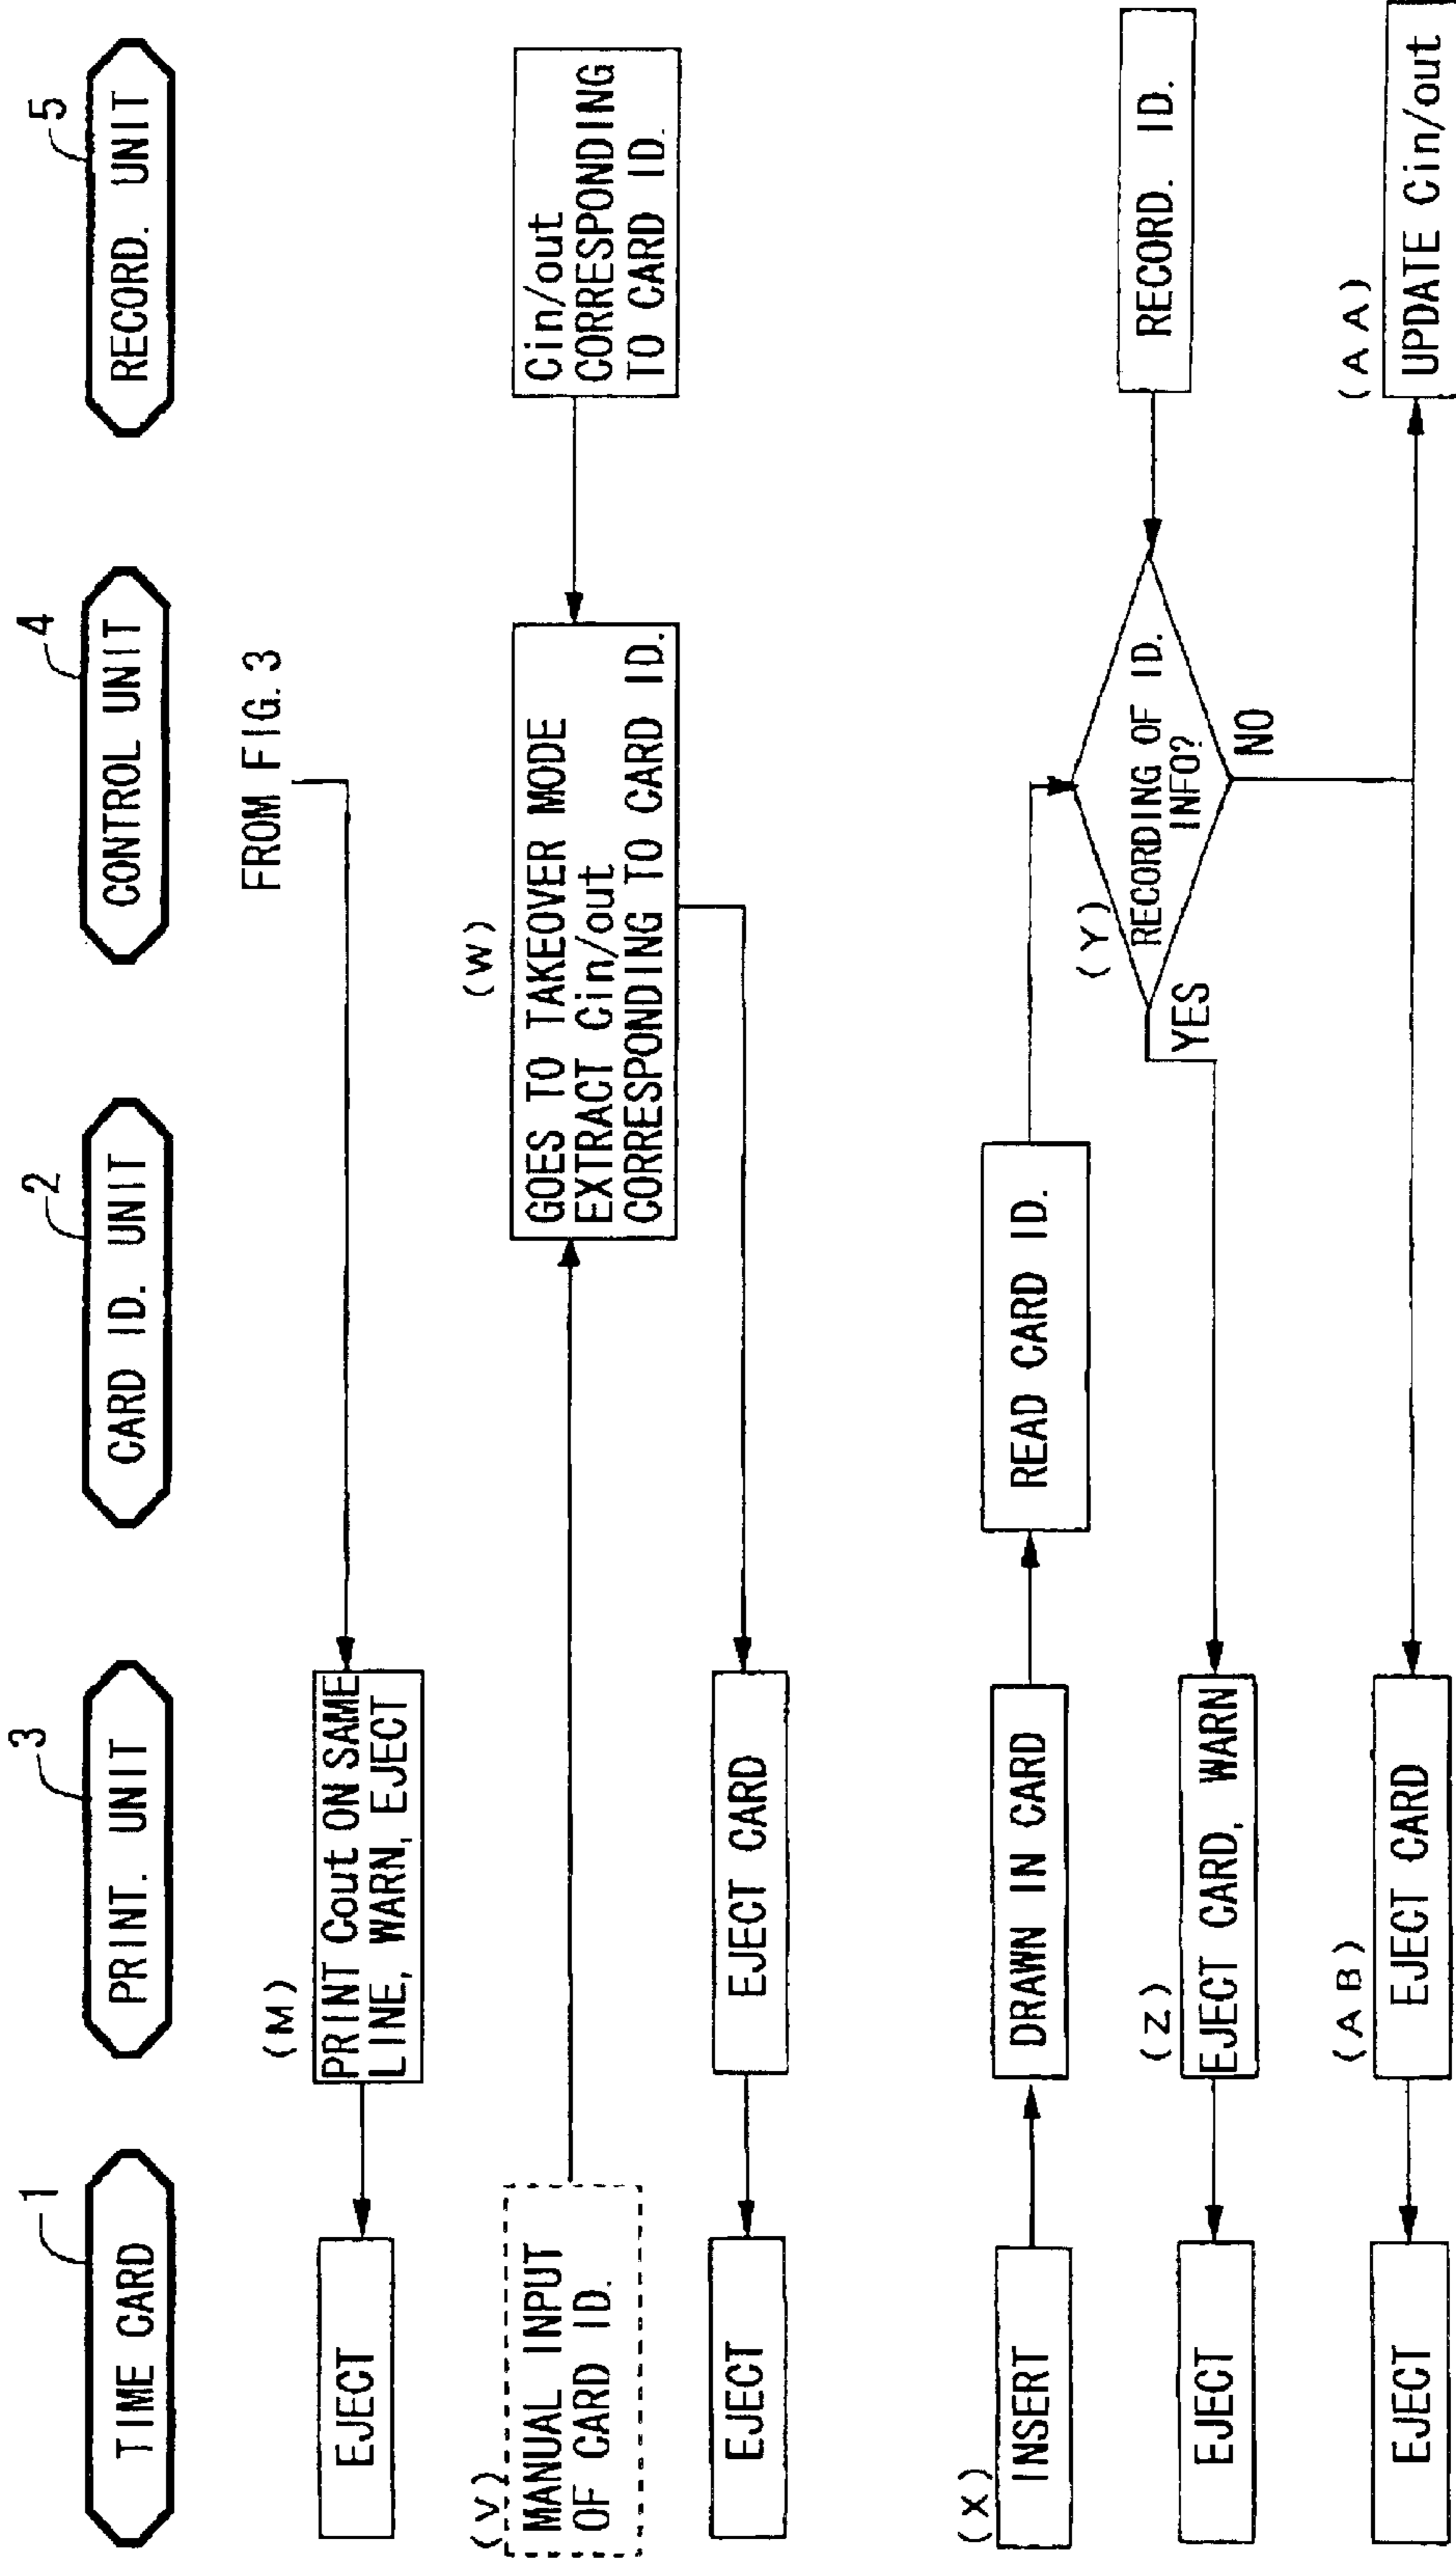 1
TIME CARD
3
PRINT. UNIT
2
CARD ID. UNIT
4
CONTROL UNIT
5
RECORD. UNIT
FROM FIG. 3
(M)
EJECT
PRINT Cout ON SAME
LINE, WARN, EJECT
(V)
MANUAL INPUT
OF CARD ID.
(W)
GOES TO TAKEOVER MODE
EXTRACT Cin/out
CORRESPONDING TO CARD ID.
Cin/out
CORRESPONDING
TO CARD ID.
EJECT
EJECT CARD
(X)
INSERT
DRAWN IN CARD
READ CARD ID.
(Y)
RECORDING OF ID.
INFO?
RECORD. ID.
YES
NO
(Z)
EJECT
EJECT CARD, WARN
(AB)
EJECT
EJECT CARD
(AA)
UPDATE Cin/out